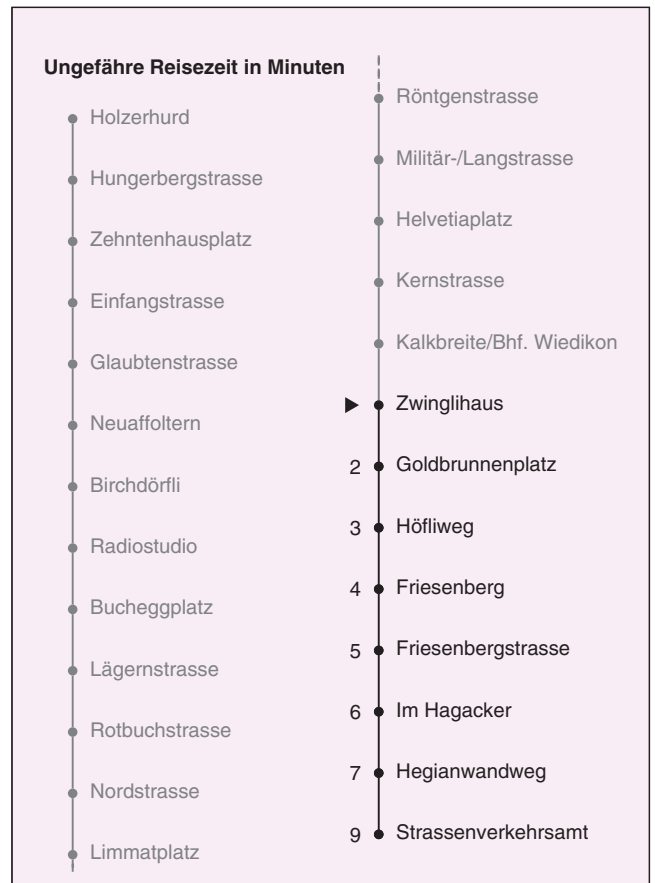 Ungefähre Reisezeit in Minuten
Holzerhurd
Hungerbergstrasse
Zehntenhausplatz
Einfangstrasse
Glaubtenstrasse
Neuaffoltern
Birchdörfli
Radiostudio
Bucheggplatz
Lägernstrasse
Rotbuchstrasse
Nordstrasse
Limmatplatz
Röntgenstrasse
Militär-/Langstrasse
Helvetiaplatz
Kernstrasse
Kalkbreite/Bhf. Wiedikon
Zwinglihaus
2 Goldbrunnenplatz
3 Höfliweg
4 Friesenberg
5 Friesenbergstrasse
6 Im Hagacker
7 Hegianwandweg
9 Strassenverkehrsamt